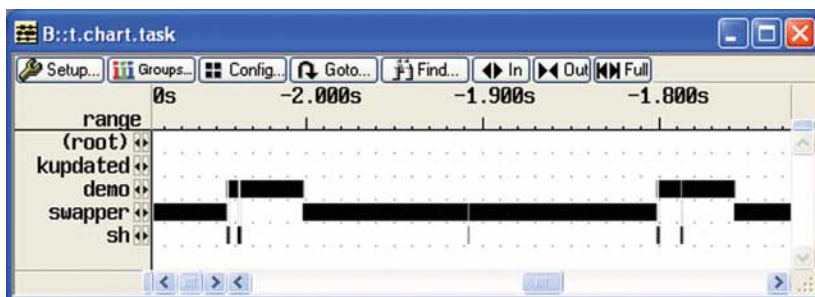 B::t.chart.task
Setup... Groups... Config... Goto... Find... In Out Full
0s -2.000s -1.900s -1.800s
range
(root)
kupdated
demo
swapper
sh